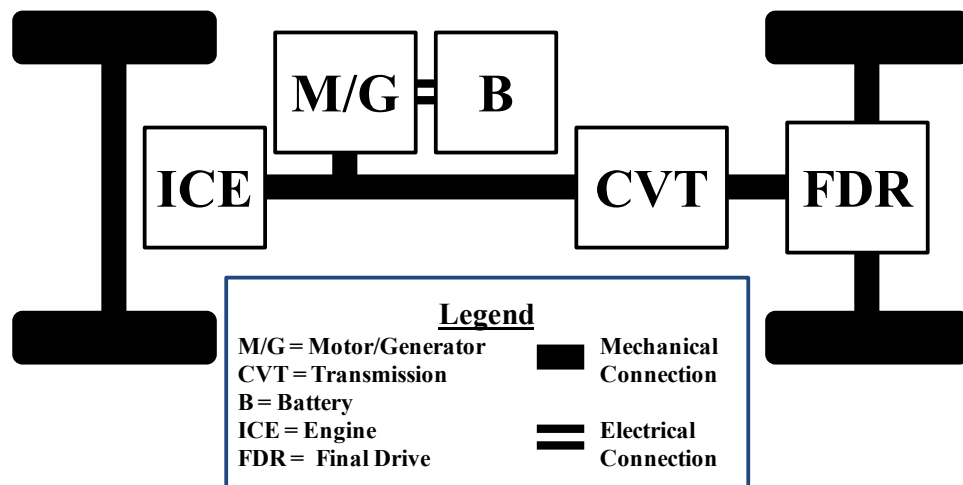 M/G
B
ICE
CVT
FDR
Legend
M/G = Motor/Generator
CVT = Transmission
B = Battery
ICE = Engine
FDR = Final Drive
Mechanical
Connection
Electrical
Connection